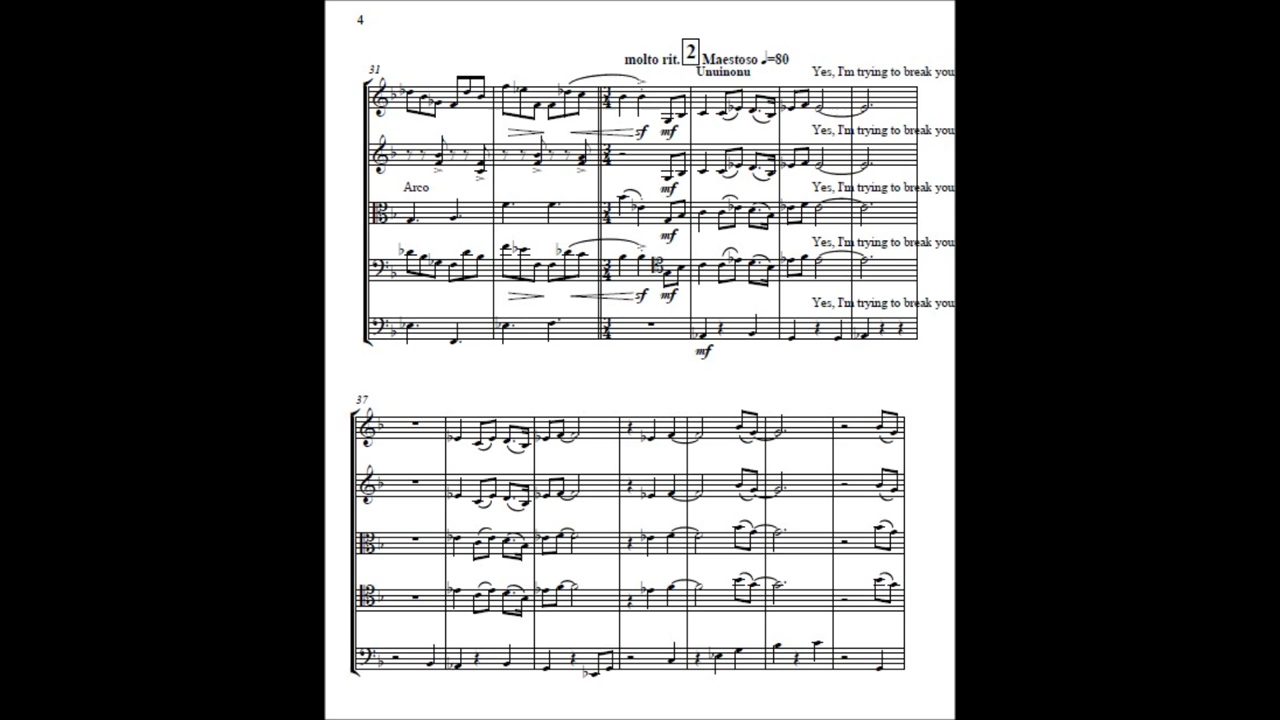 4
molto rit. 2 Maestoso ♩=80
31
Ununionu
Yes, I'm trying to break you
sf mf
Yes, I'm trying to break you
mf
Arco
Yes, I'm trying to break you
mf
Yes, I'm trying to break you
sf mf
Yes, I'm trying to break you
mf
37